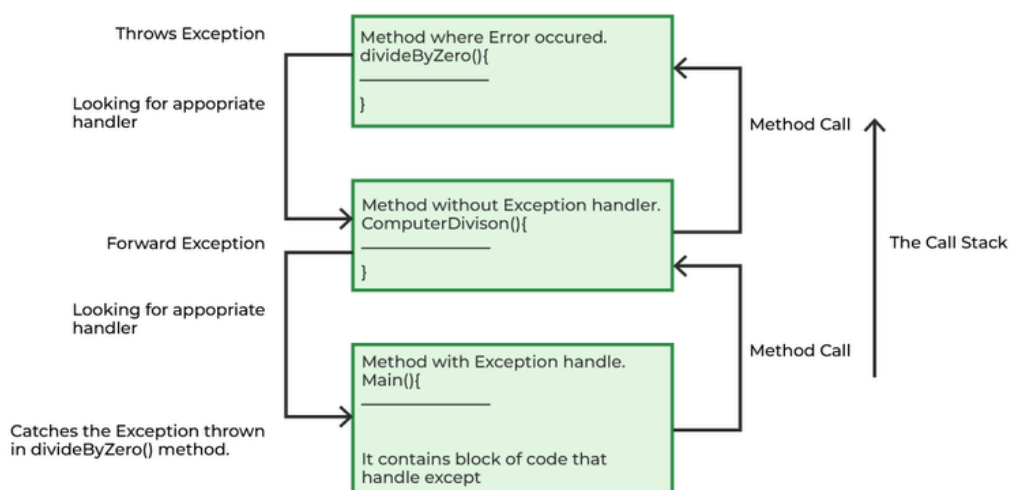 Throws Exception
Looking for appopriate
handler
Method where Error occured.
divideByZero(){
}
Method Call
Forward Exception
Looking for appopriate
handler
Method without Exception handler.
ComputerDivison(){
}
The Call Stack
Method Call
Catches the Exception thrown
in divideByZero() method.
Method with Exception handle.
Main(){
It contains block of code that
handle except